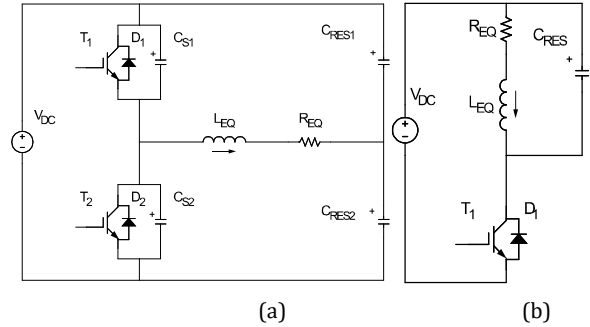 T1 D1 CS1 CRES1
VDC
LEQ REQ
T2 D2 CS2 CRES2
(a)
REQ CRES
VDC LEQ
T1 D1
(b)